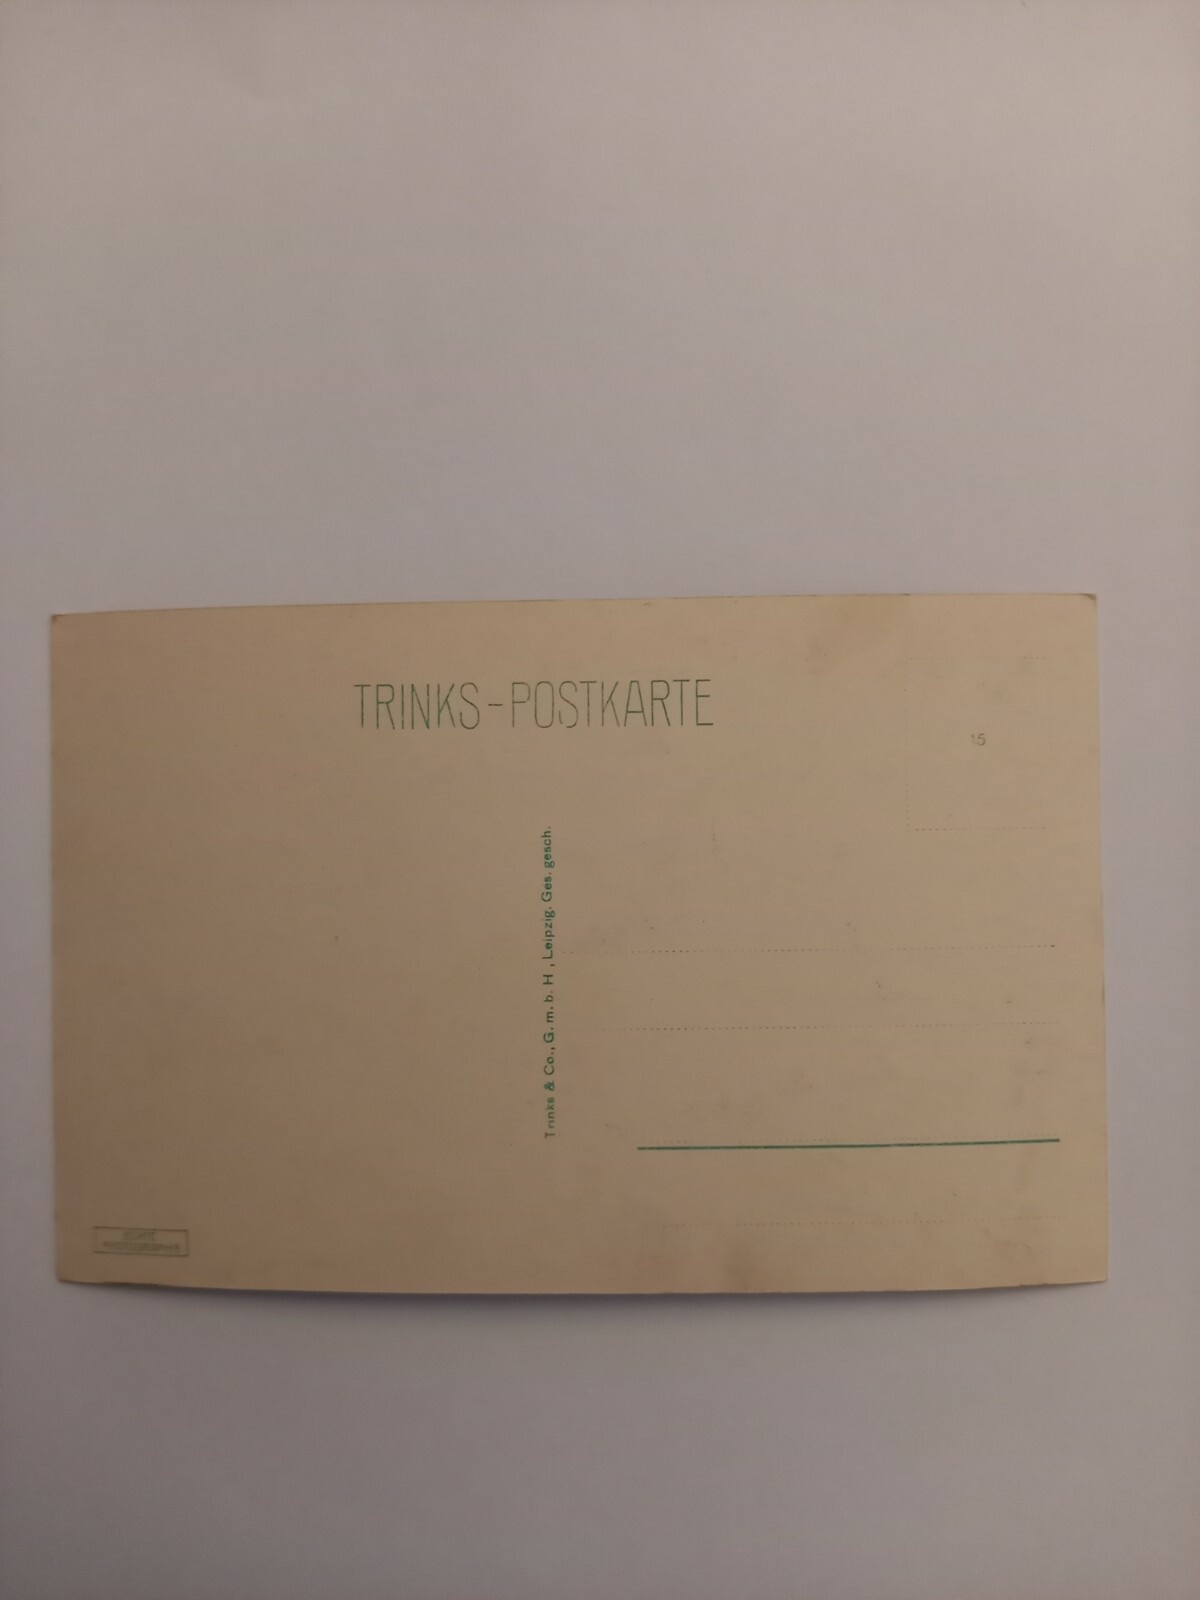 TRINKS-POSTKARTE
15
Trinks & Co., G. m. b. H., Leipzig. Ges. gesch.